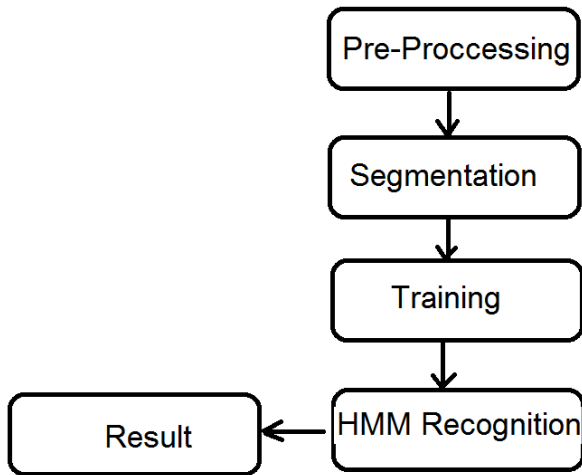 Pre-Proccessing
Segmentation
Training
HMM Recognition
Result